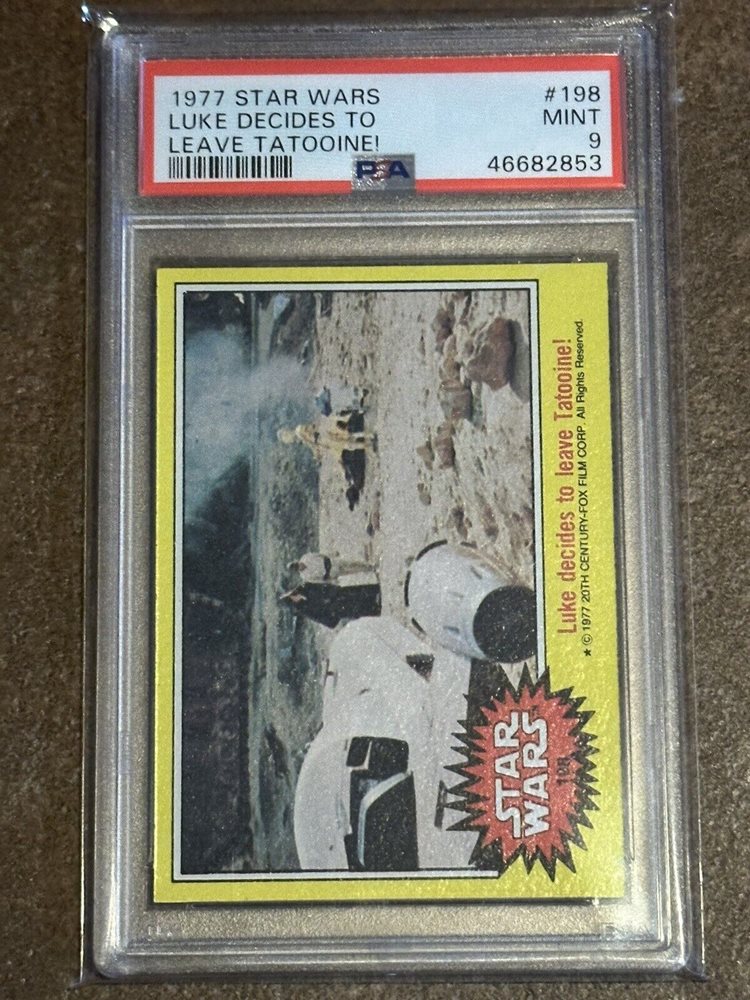 1977 STAR WARS #198
LUKE DECIDES TO MINT
LEAVE TATOOINE! 9
PSA 46682853
Luke decides to leave Tatooine!
★ © 1977 20TH CENTURY-FOX FILM CORP. All Rights Reserved.
STAR
WARS
TM
198